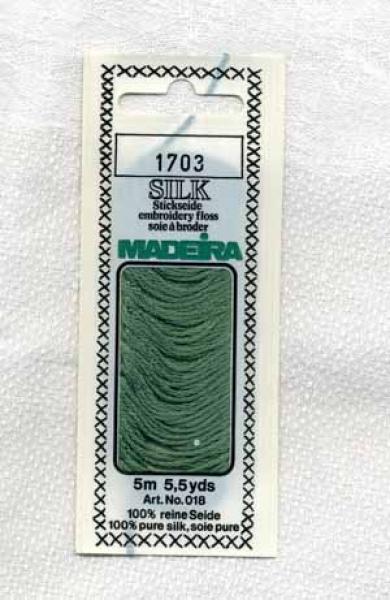 1703
SILK
Stickseide
embroidery floss
soie à broder
MADEIRA
5m 5,5yds
Art. No. 018
100% reine Seide
100% pure silk, soie pure